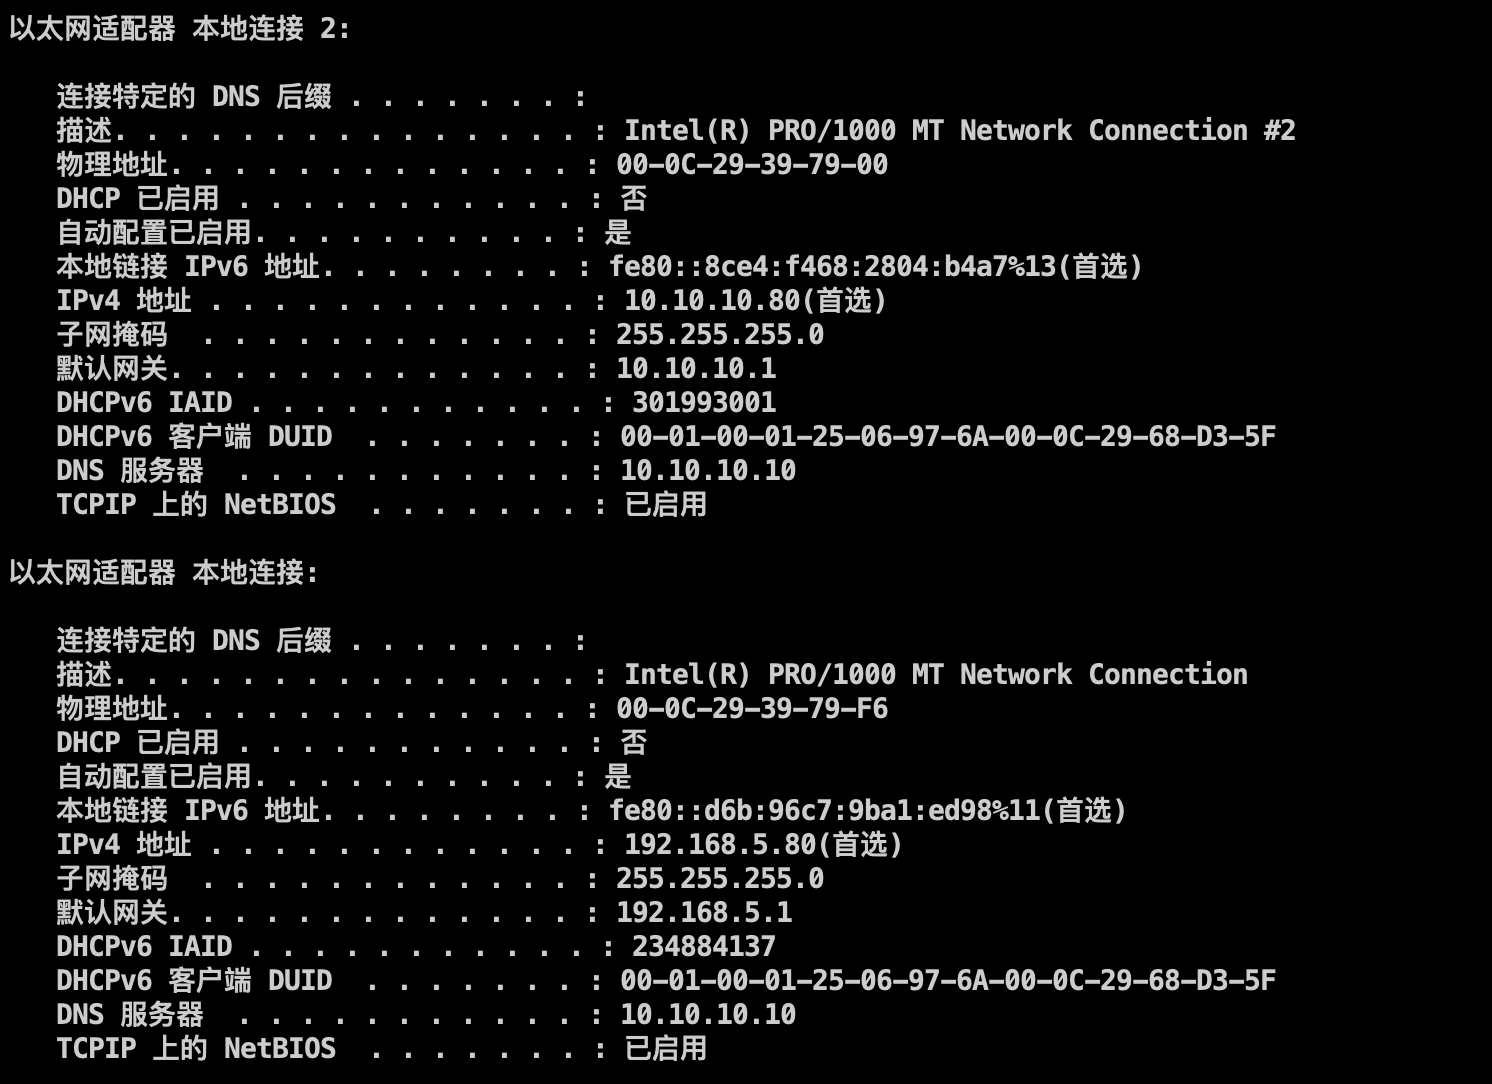 以太网适配器 本地连接 2:
连接特定的 DNS 后缀 . . . . . . . :
描述. . . . . . . . . . . . . . . . : Intel(R) PRO/1000 MT Network Connection #2
物理地址. . . . . . . . . . . . . . : 00-0C-29-39-79-00
DHCP 已启用 . . . . . . . . . . . . : 否
自动配置已启用. . . . . . . . . . . : 是
本地链接 IPv6 地址. . . . . . . . . : fe80::8ce4:f468:2804:b4a7%13(首选)
IPv4 地址 . . . . . . . . . . . . . : 10.10.10.80(首选)
子网掩码  . . . . . . . . . . . . . : 255.255.255.0
默认网关. . . . . . . . . . . . . . : 10.10.10.1
DHCPv6 IAID . . . . . . . . . . . . : 301993001
DHCPv6 客户端 DUID  . . . . . . . . : 00-01-00-01-25-06-97-6A-00-0C-29-68-D3-5F
DNS 服务器  . . . . . . . . . . . . : 10.10.10.10
TCPIP 上的 NetBIOS  . . . . . . . . : 已启用
以太网适配器 本地连接:
连接特定的 DNS 后缀 . . . . . . . :
描述. . . . . . . . . . . . . . . . : Intel(R) PRO/1000 MT Network Connection
物理地址. . . . . . . . . . . . . . : 00-0C-29-39-79-F6
DHCP 已启用 . . . . . . . . . . . . : 否
自动配置已启用. . . . . . . . . . . : 是
本地链接 IPv6 地址. . . . . . . . . : fe80::d6b:96c7:9ba1:ed98%11(首选)
IPv4 地址 . . . . . . . . . . . . . : 192.168.5.80(首选)
子网掩码  . . . . . . . . . . . . . : 255.255.255.0
默认网关. . . . . . . . . . . . . . : 192.168.5.1
DHCPv6 IAID . . . . . . . . . . . . : 234884137
DHCPv6 客户端 DUID  . . . . . . . . : 00-01-00-01-25-06-97-6A-00-0C-29-68-D3-5F
DNS 服务器  . . . . . . . . . . . . : 10.10.10.10
TCPIP 上的 NetBIOS  . . . . . . . . : 已启用